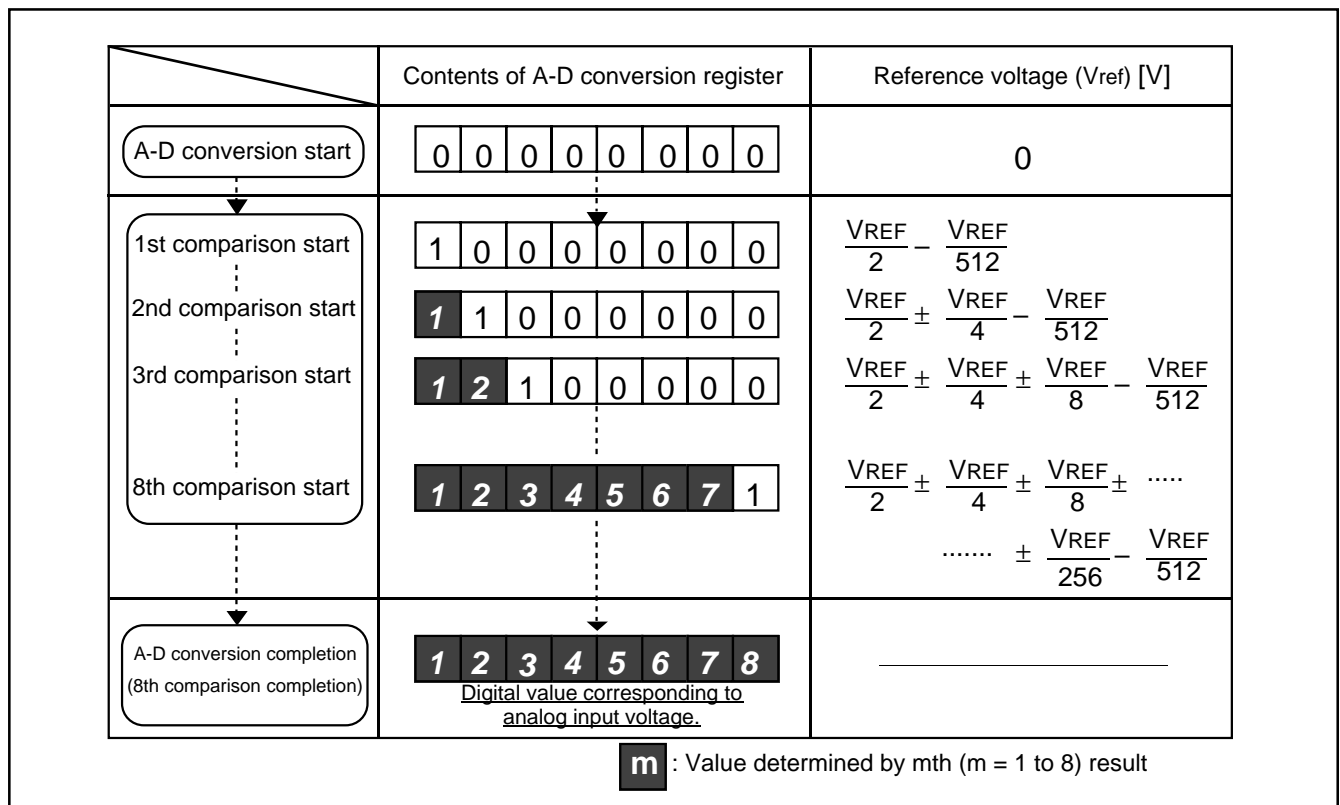 Contents of A-D conversion register
Reference voltage (Vref) [V]
A-D conversion start
0 0 0 0 0 0 0 0
0
1st comparison start
1 0 0 0 0 0 0 0
VREF/2 – VREF/512
2nd comparison start
1 1 0 0 0 0 0 0
VREF/2 ± VREF/4 – VREF/512
3rd comparison start
1 2 1 0 0 0 0 0
VREF/2 ± VREF/4 ± VREF/8 – VREF/512
8th comparison start
1 2 3 4 5 6 7 1
VREF/2 ± VREF/4 ± VREF/8 ± .....
....... ± VREF/256 – VREF/512
A-D conversion completion
(8th comparison completion)
1 2 3 4 5 6 7 8
Digital value corresponding to
analog input voltage.
m : Value determined by mth (m = 1 to 8) result